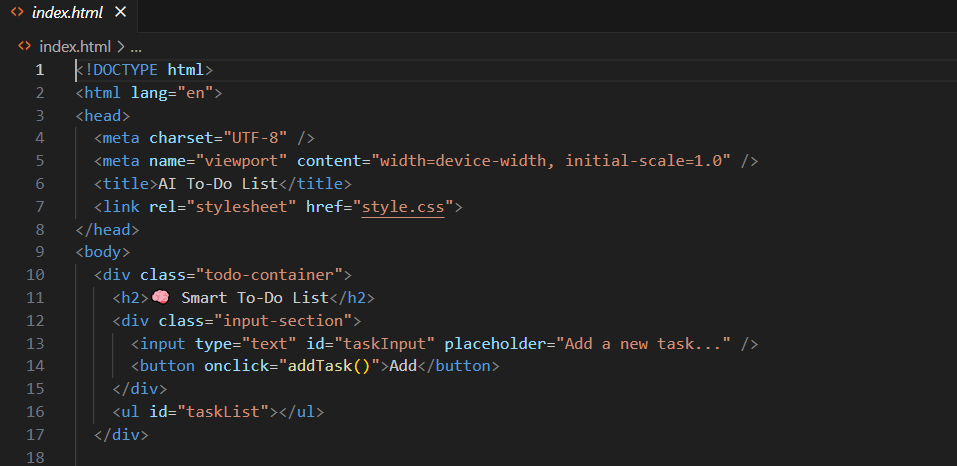 <> index.html ×
<> index.html > ...
1 <!DOCTYPE html>
2 <html lang="en">
3 <head>
4   <meta charset="UTF-8" />
5   <meta name="viewport" content="width=device-width, initial-scale=1.0" />
6   <title>AI To-Do List</title>
7   <link rel="stylesheet" href="style.css">
8 </head>
9 <body>
10   <div class="todo-container">
11     <h2>🧠 Smart To-Do List</h2>
12     <div class="input-section">
13       <input type="text" id="taskInput" placeholder="Add a new task..." />
14       <button onclick="addTask()">Add</button>
15     </div>
16     <ul id="taskList"></ul>
17   </div>
18